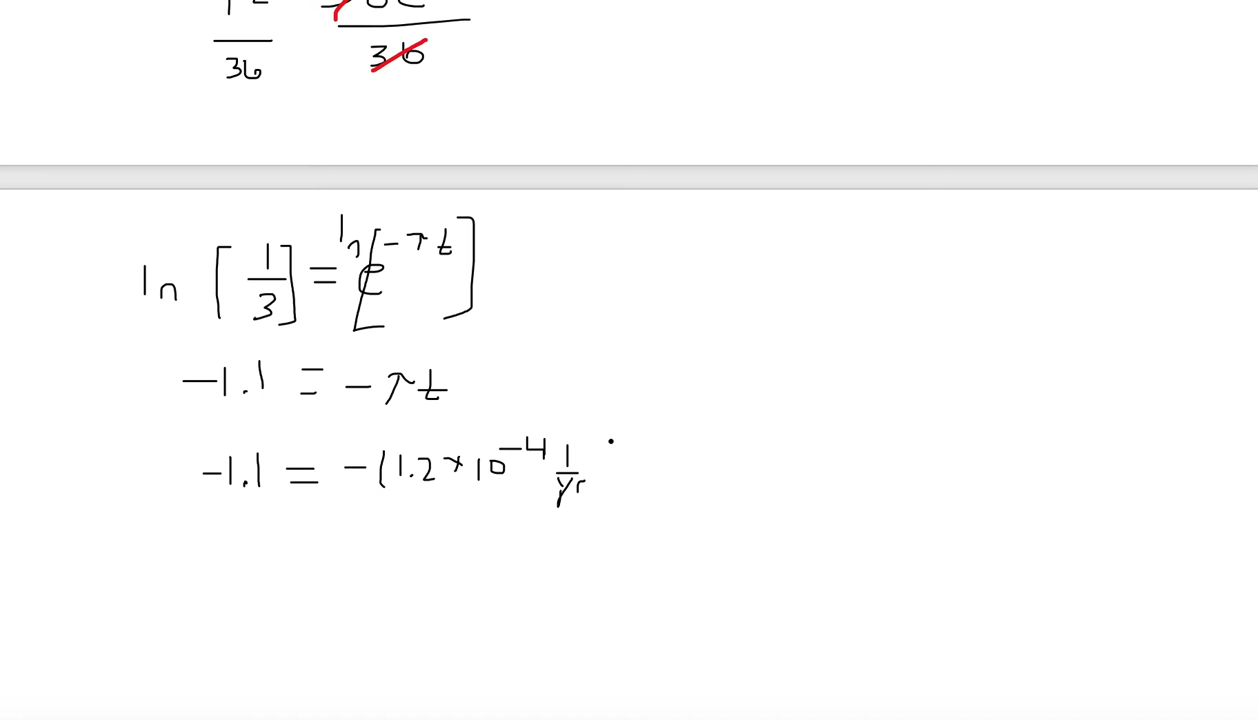 36 36
ln [1/3] = ln[e^-λt]
-1.1 = -λt
-1.1 = -(1.2 × 10^-4 1/yr